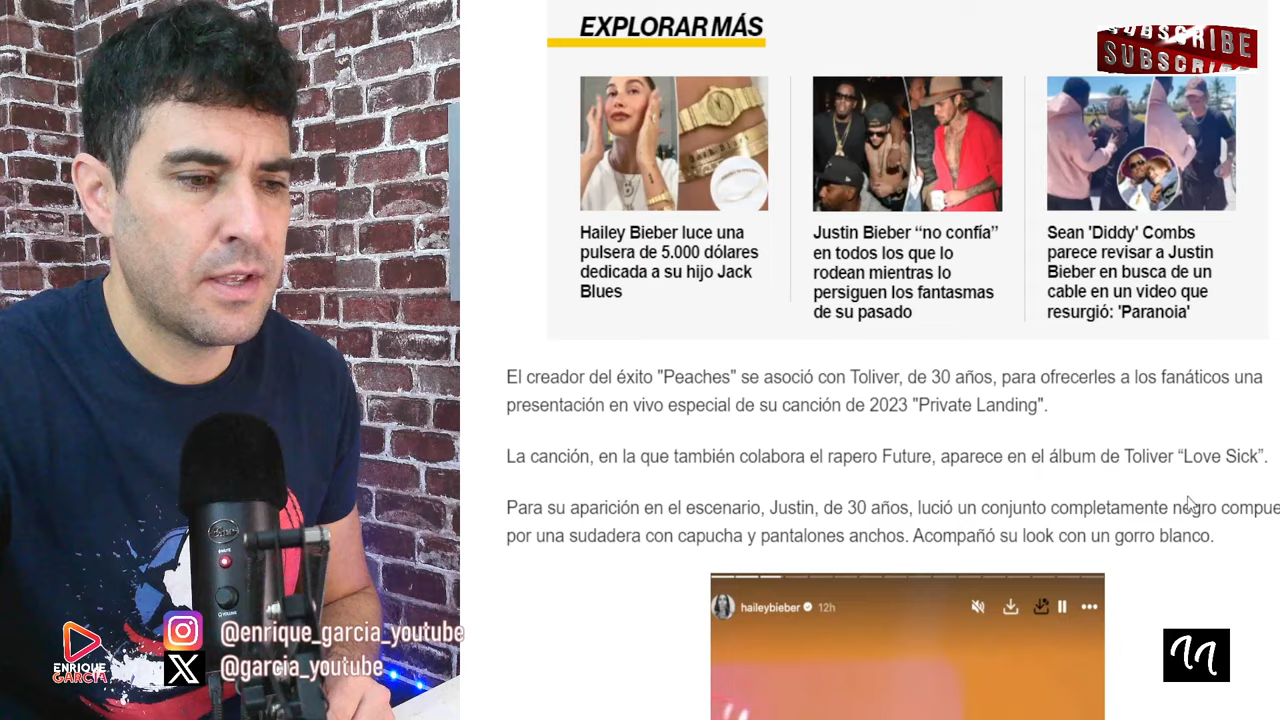 EXPLORAR MÁS
SUBSCRIBE
SUBSCRIBE
Hailey Bieber luce una
pulsera de 5.000 dólares
dedicada a su hijo Jack
Blues
Justin Bieber “no confía”
en todos los que lo
rodean mientras lo
persiguen los fantasmas
de su pasado
Sean 'Diddy' Combs
parece revisar a Justin
Bieber en busca de un
cable en un video que
resurgió: 'Paranoia'
El creador del éxito "Peaches" se asoció con Toliver, de 30 años, para ofrecerles a los fanáticos una
presentación en vivo especial de su canción de 2023 "Private Landing".
La canción, en la que también colabora el rapero Future, aparece en el álbum de Toliver “Love Sick”.
Para su aparición en el escenario, Justin, de 30 años, lució un conjunto completamente negro compue
por una sudadera con capucha y pantalones anchos. Acompañó su look con un gorro blanco.
haileybieber 12h
ENRIQUE
GARCIA
@enrique_garcia_youtube
@garcia_youtube